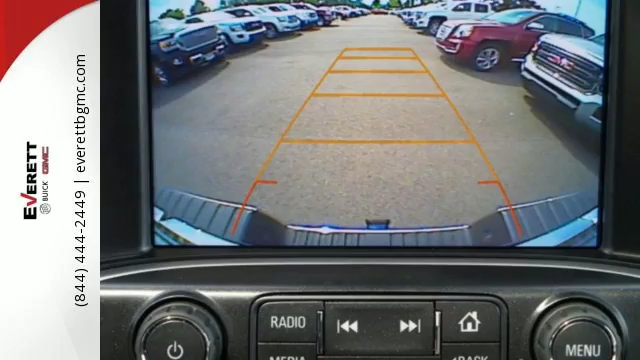 EVERETT
BUICK GMC
(844) 444-2449 | everettbgmc.com
RADIO
MENU
MEDIA
BACK